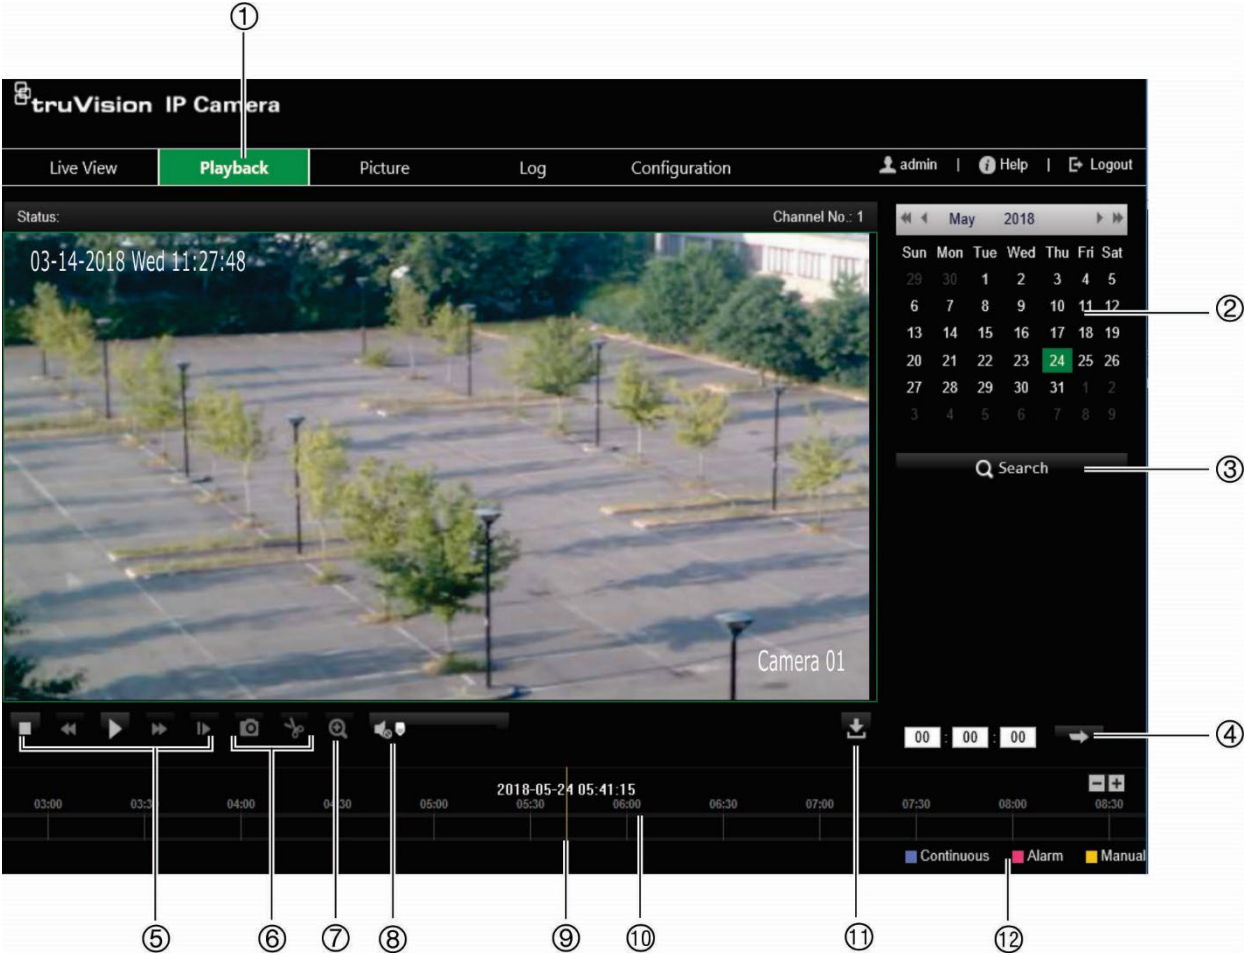 ①
truVision IP Camera
Live View Playback Picture Log Configuration admin | Help | Logout
Status: Channel No.: 1
May 2018
Sun Mon Tue Wed Thu Fri Sat
29 30 1 2 3 4 5
6 7 8 9 10 11 12
②
13 14 15 16 17 18 19
20 21 22 23 24 25 26
27 28 29 30 31 1 2
3 4 5 6 7 8 9
03-14-2018 Wed 11:27:48
Search
③
Camera 01
00 : 00 : 00
④
2018-05-24 05:41:15
03:00 03:30 04:00 04:30 05:00 05:30 06:00 06:30 07:00 07:30 08:00 08:30
Continuous Alarm Manual
⑤ ⑥ ⑦ ⑧ ⑨ ⑩ ⑪ ⑫